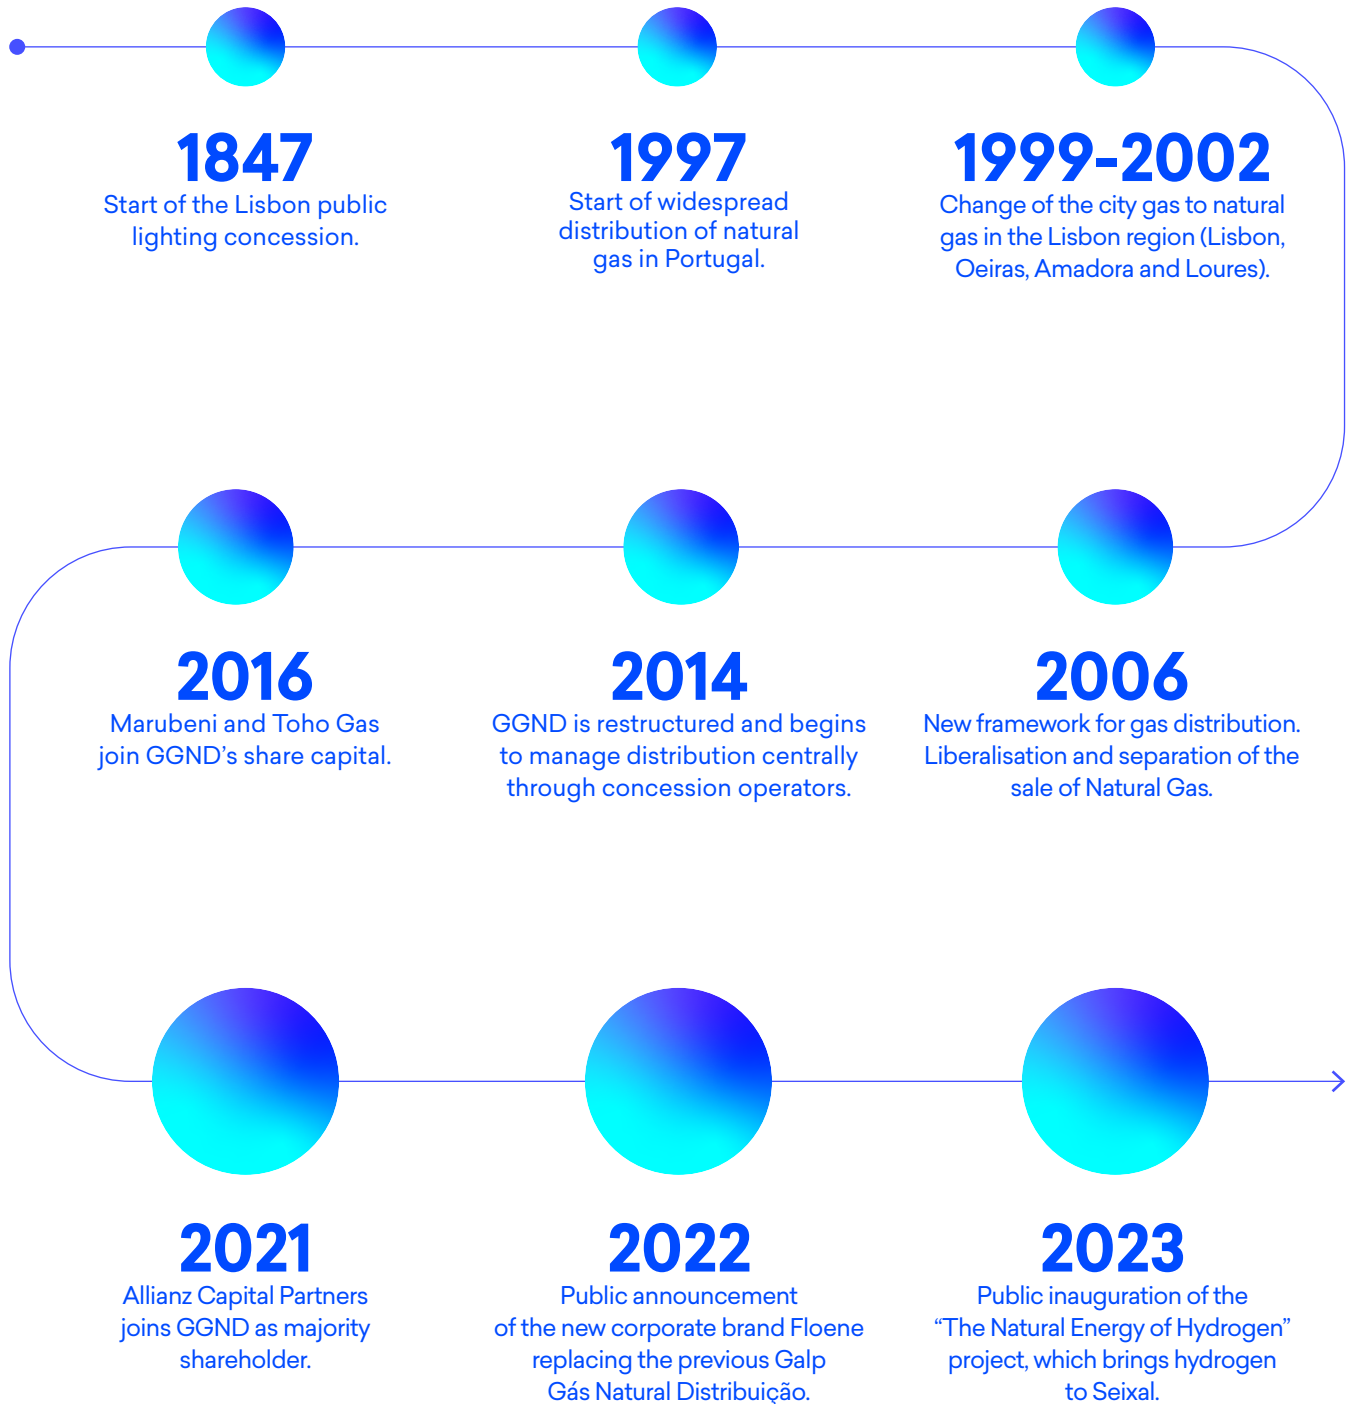 1847
Start of the Lisbon public
lighting concession.
1997
Start of widespread
distribution of natural
gas in Portugal.
1999-2002
Change of the city gas to natural
gas in the Lisbon region (Lisbon,
Oeiras, Amadora and Loures).
2006
New framework for gas distribution.
Liberalisation and separation of the
sale of Natural Gas.
2014
GGND is restructured and begins
to manage distribution centrally
through concession operators.
2016
Marubeni and Toho Gas
join GGND’s share capital.
2021
Allianz Capital Partners
joins GGND as majority
shareholder.
2022
Public announcement
of the new corporate brand Floene
replacing the previous Galp
Gás Natural Distribuição.
2023
Public inauguration of the
“The Natural Energy of Hydrogen”
project, which brings hydrogen
to Seixal.